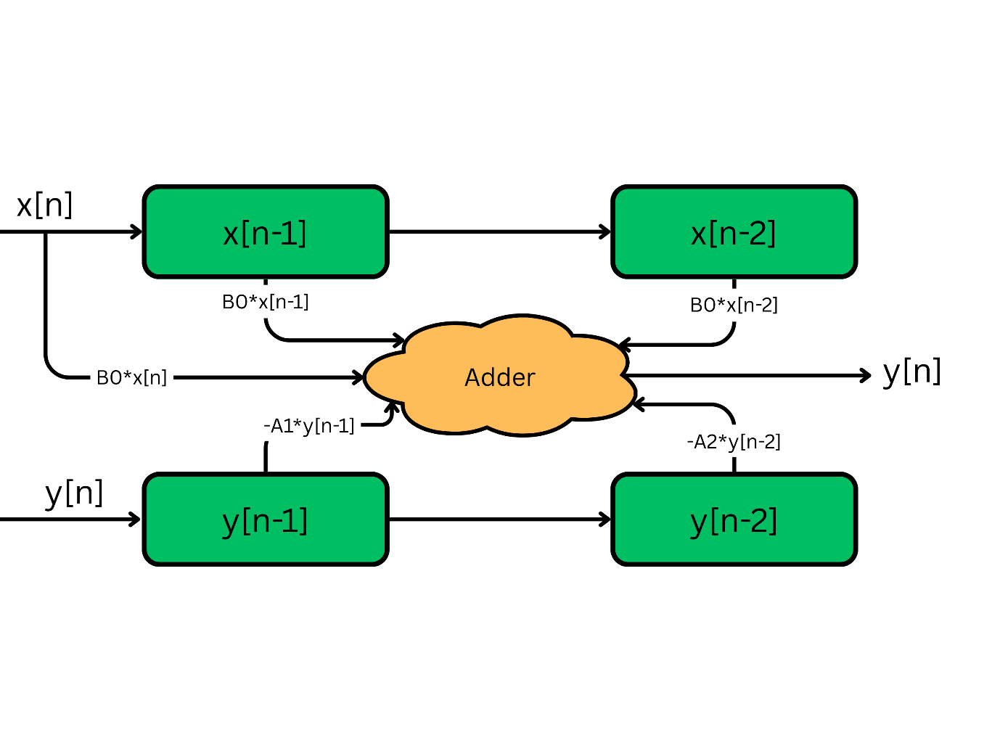 x[n]
x[n-1]
x[n-2]
B0*x[n-1]
B0*x[n-2]
B0*x[n]
Adder
y[n]
-A1*y[n-1]
-A2*y[n-2]
y[n]
y[n-1]
y[n-2]